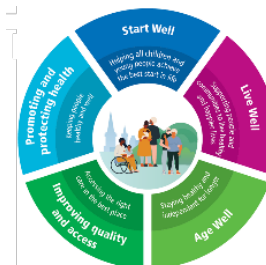 Start Well
Helping all children and
young people achieve
the best start in life
Live Well
Supporting people and
communities to live healthy
and happier lives
Age Well
Staying healthy and
independent for longer
Improving quality
and access
Accessing the right
care in the best place
Promoting and
protecting health
Keeping people
healthy and well